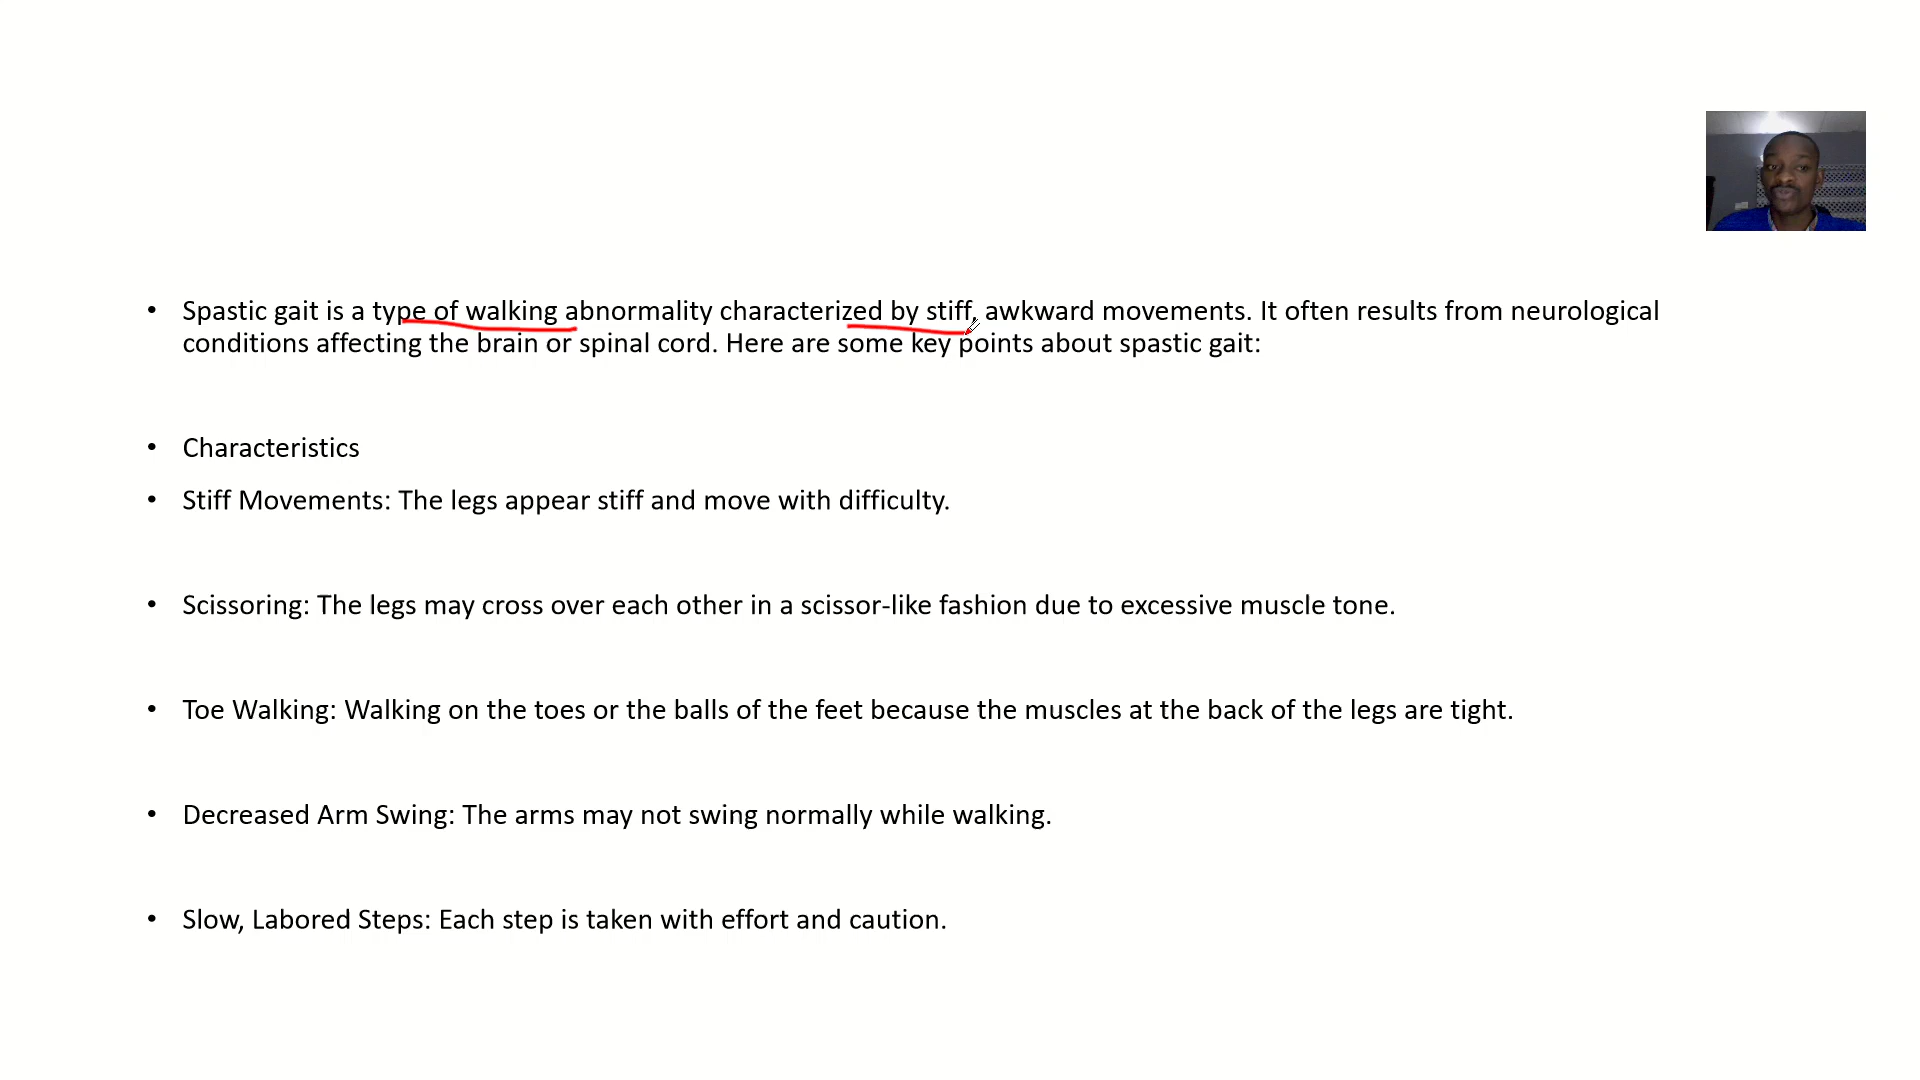 • Spastic gait is a type of walking abnormality characterized by stiff, awkward movements. It often results from neurological
conditions affecting the brain or spinal cord. Here are some key points about spastic gait:
• Characteristics
• Stiff Movements: The legs appear stiff and move with difficulty.
• Scissoring: The legs may cross over each other in a scissor-like fashion due to excessive muscle tone.
• Toe Walking: Walking on the toes or the balls of the feet because the muscles at the back of the legs are tight.
• Decreased Arm Swing: The arms may not swing normally while walking.
• Slow, Labored Steps: Each step is taken with effort and caution.